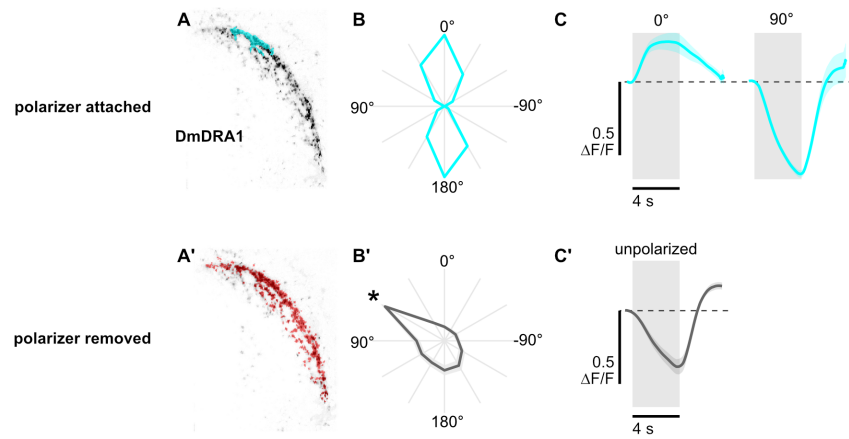 A
B
C
0°
0°
90°
polarizer attached
90°
-90°
DmDRA1
0.5
ΔF/F
180°
4 s
A'
B'
C'
unpolarized
0°
*
polarizer removed
90°
-90°
0.5
ΔF/F
180°
4 s